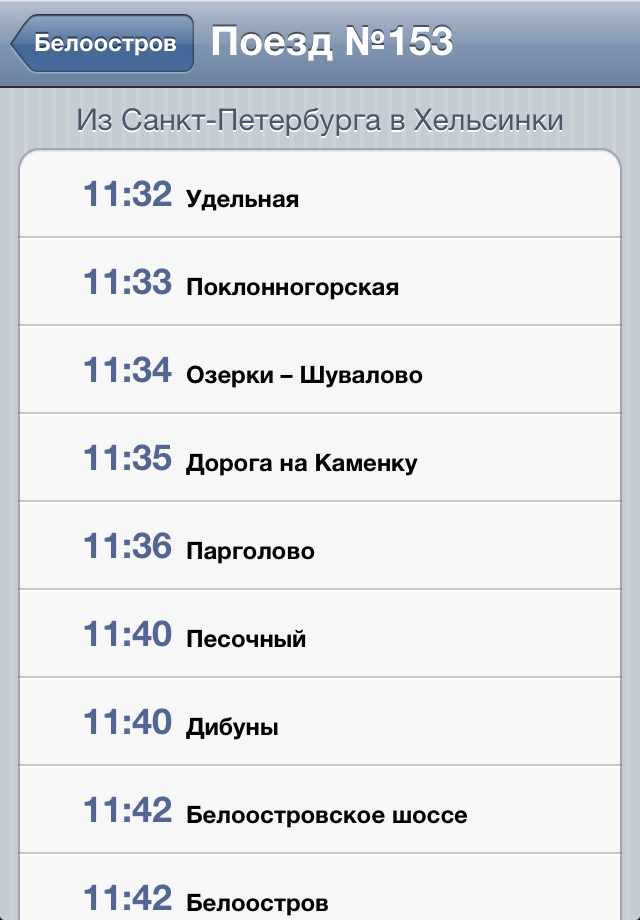 Белоостров
Поезд №153
Из Санкт-Петербурга в Хельсинки
11:32 Удельная
11:33 Поклонногорская
11:34 Озерки – Шувалово
11:35 Дорога на Каменку
11:36 Парголово
11:40 Песочный
11:40 Дибуны
11:42 Белоостровское шоссе
11:42 Белоостров